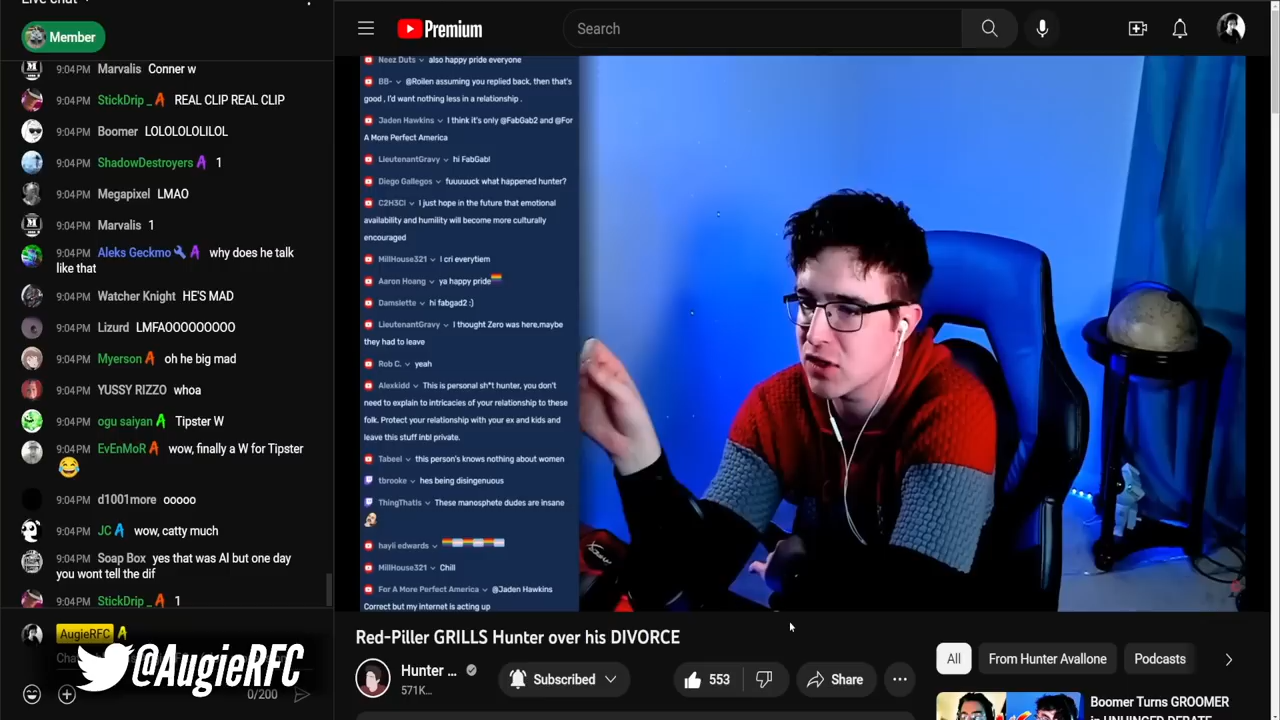 Live chat
Member
9:04PM Marvalis Conner w
9:04PM StickDrip _ REAL CLIP REAL CLIP
9:04PM Boomer LOLOLOLOLILOL
9:04PM ShadowDestroyers 1
9:04PM Megapixel LMAO
9:04PM Marvalis 1
9:04PM Aleks Geckmo why does he talk
like that
9:04PM Watcher Knight HE'S MAD
9:04PM Lizurd LMFAOOOOOOOOO
9:04PM Myerson oh he big mad
9:04PM YUSSY RIZZO whoa
9:04PM ogu saiyan Tipster W
9:04PM EvEnMoR wow, finally a W for Tipster
😂
9:04PM d1001more ooooo
9:04PM JC wow, catty much
9:04PM Soap Box yes that was AI but one day
you wont tell the dif
9:04PM StickDrip _ 1
AugieRFC
@AugieRFC
0/200
Premium
Search
Neez Duts also happy pride everyone
BB- @Roilen assuming you replied back, then that's
good , I'd want nothing less in a relationship .
Jaden Hawkins I think it's only @FabGab2 and @For
A More Perfect America
LieutenantGravy hi FabGab!
Diego Gallegos fuuuuuck what happened hunter?
C2H3Cl I just hope in the future that emotional
availability and humility will become more culturally
encouraged
MillHouse321 I cri everytiem
Aaron Hoang ya happy pride🏳️‍🌈
Damslette hi fabgad2 :)
LieutenantGravy I thought Zero was here,maybe
they had to leave
Rob C. yeah
Alexkidd This is personal sh*t hunter, you don't
need to explain to intricacies of your relationship to these
folk. Protect your relationship with your ex and kids and
leave this stuff inbl private.
Tabeel this person's knows nothing about women
tbrooke hes being disingenuous
ThingThatIs These manosphete dudes are insane
hayli edwards
MillHouse321 Chill
For A More Perfect America @Jaden Hawkins
Correct but my internet is acting up
Red-Piller GRILLS Hunter over his DIVORCE
Hunter ...
571K...
Subscribed
553
Share
All
From Hunter Avallone
Podcasts
Boomer Turns GROOMER
in UNHINGED DEBATE